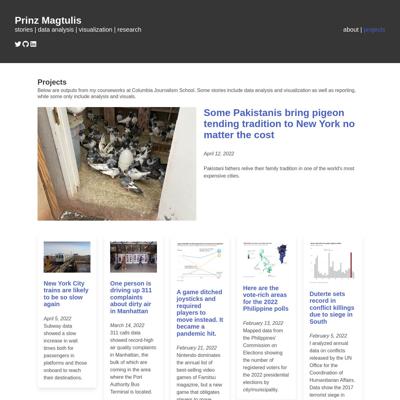 Prinz Magtulis
stories | data analysis | visualization | research
about | projects
Projects
Below are outputs from my courseworks at Columbia Journalism School. Some stories include data analysis and visualization as well as reporting,
while some only include analysis and visuals.
Some Pakistanis bring pigeon
tending tradition to New York no
matter the cost
April 12, 2022
Pakistani fathers relive their family tradition in one of the world's most
expensive cities.
New York City
trains are likely
to be so slow
again
April 5, 2022
Subway data
showed a slow
increase in wait
times both for
passengers in
platforms and those
onboard to reach
their destinations.
One person is
driving up 311
complaints
about dirty air
in Manhattan
March 14, 2022
311 calls data
showed record-high
air quality complaints
in Manhattan, the
bulk of which are
coming in the area
where the Port
Authority Bus
Terminal is located.
A game ditched
joysticks and
required
players to
move instead. It
became a
pandemic hit.
February 21, 2022
Nintendo dominates
the annual list of
best-selling video
games of Famitsu
magazine, but a new
game that obligates
players to move
Here are the
vote-rich areas
for the 2022
Philippine polls
February 13, 2022
Mapped data from
the Philippines'
Commission on
Elections showing
the number of
registered voters for
the 2022 presidential
elections by
city/municipality.
Duterte sets
record in
conflict killings
due to siege in
South
February 5, 2022
I analyzed annual
data on conflicts
released by the UN
Office for the
Coordination of
Humanitarian Affairs.
Data show the 2017
terrorist siege in